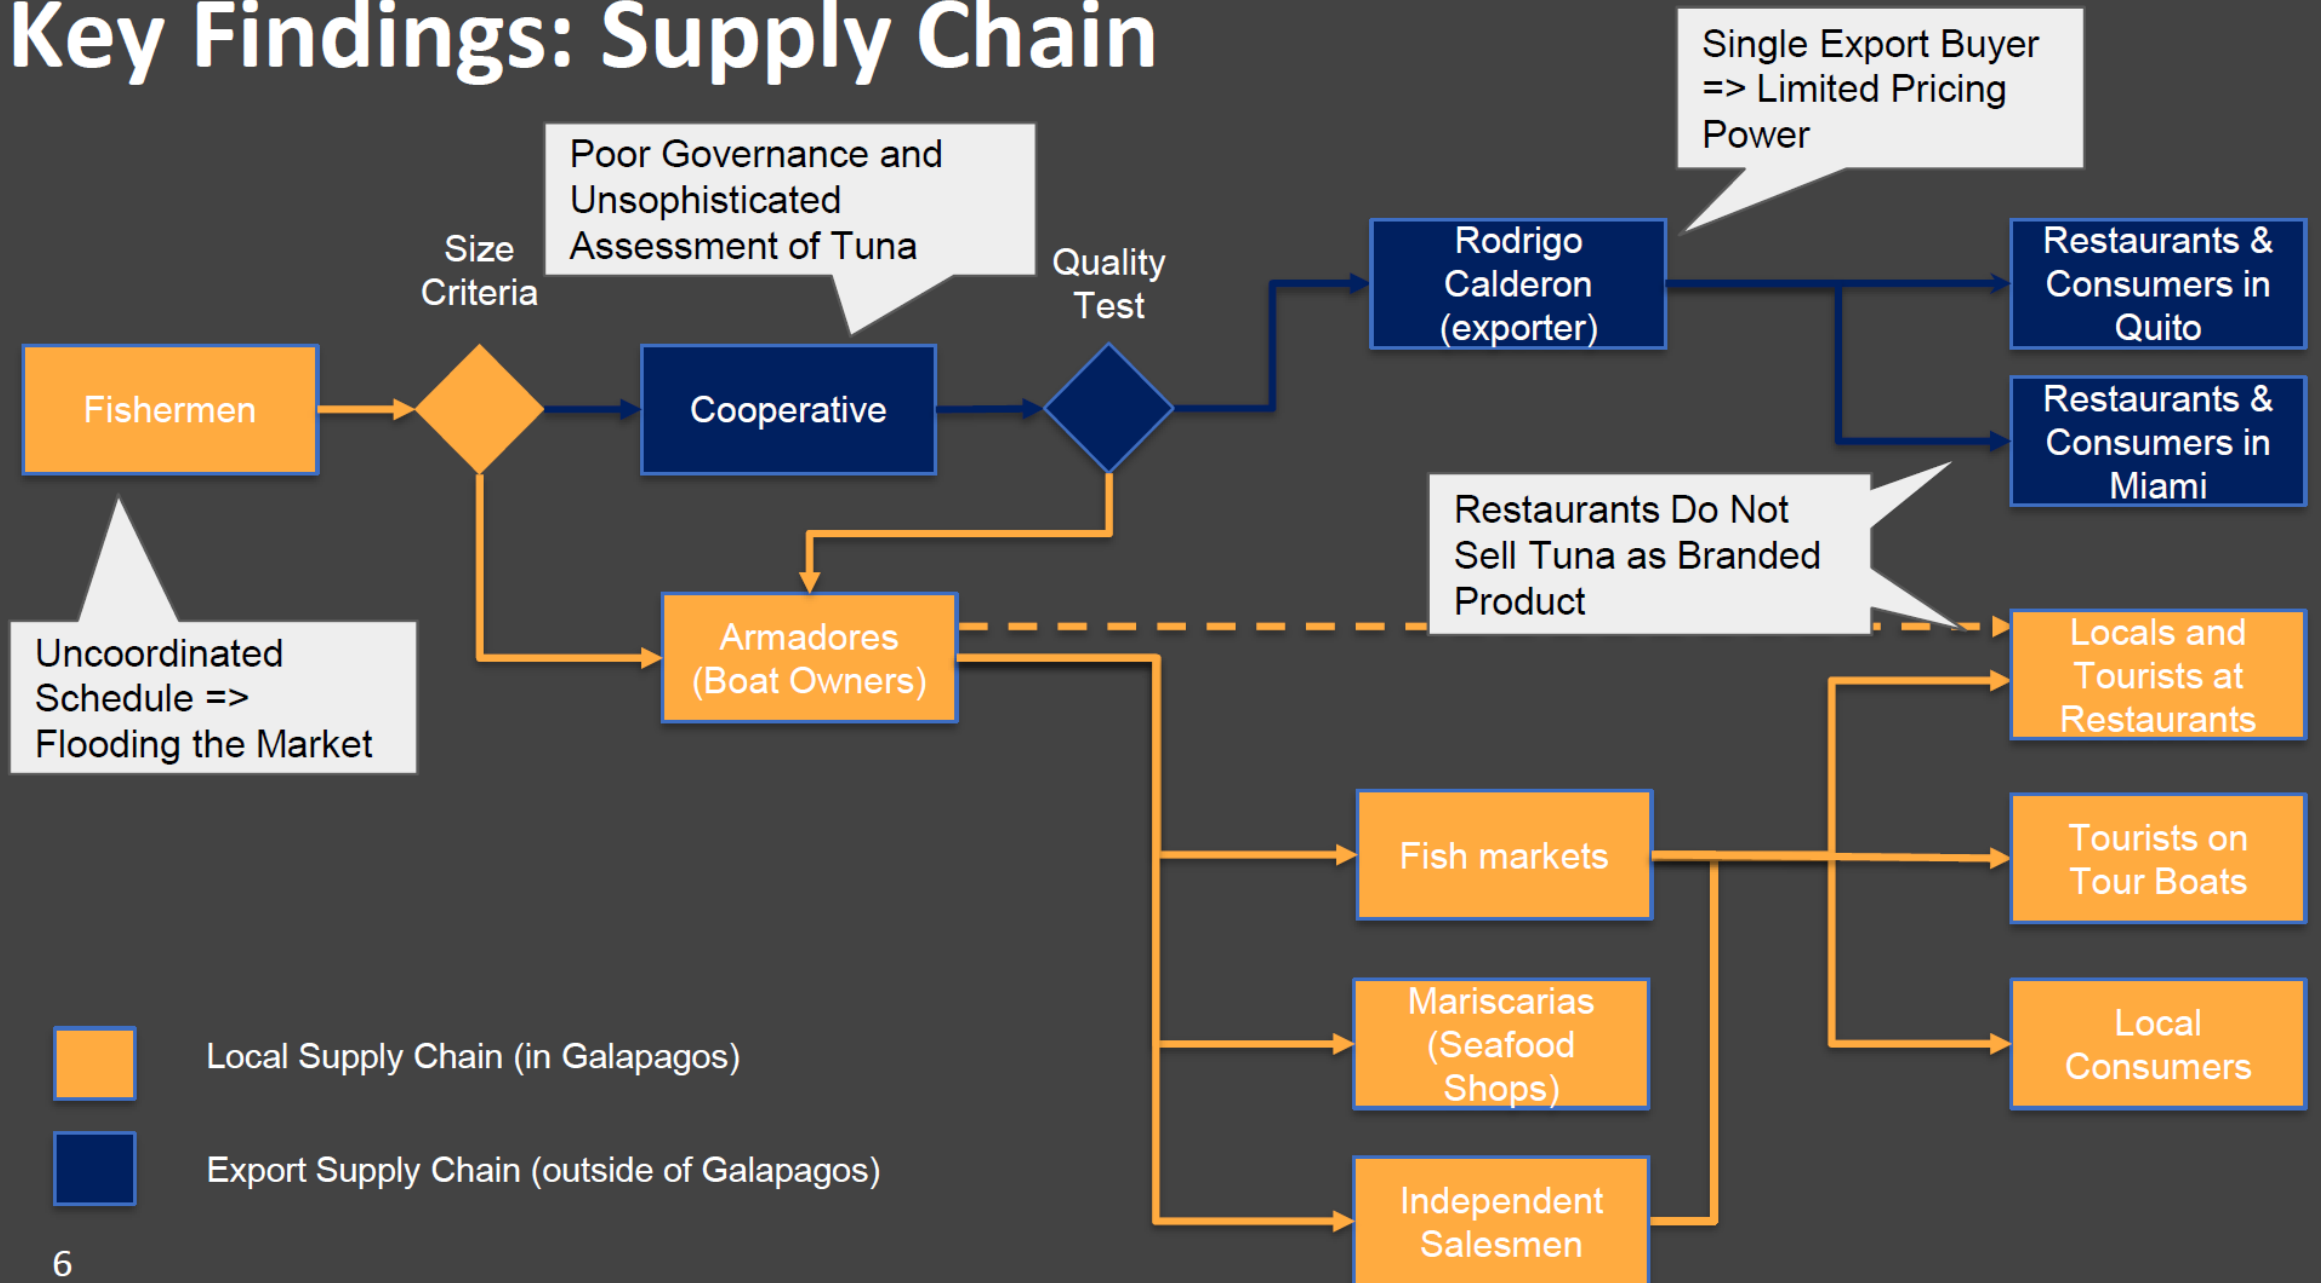 Key Findings: Supply Chain
Single Export Buyer
=> Limited Pricing
Power
Poor Governance and
Unsophisticated
Assessment of Tuna
Size
Criteria
Quality
Test
Rodrigo
Calderon
(exporter)
Restaurants &
Consumers in
Quito
Fishermen
Cooperative
Restaurants &
Consumers in
Miami
Restaurants Do Not
Sell Tuna as Branded
Product
Uncoordinated
Schedule =>
Flooding the Market
Armadores
(Boat Owners)
Locals and
Tourists at
Restaurants
Fish markets
Tourists on
Tour Boats
Mariscarias
(Seafood
Shops)
Local
Consumers
Local Supply Chain (in Galapagos)
Export Supply Chain (outside of Galapagos)
Independent
Salesmen
6